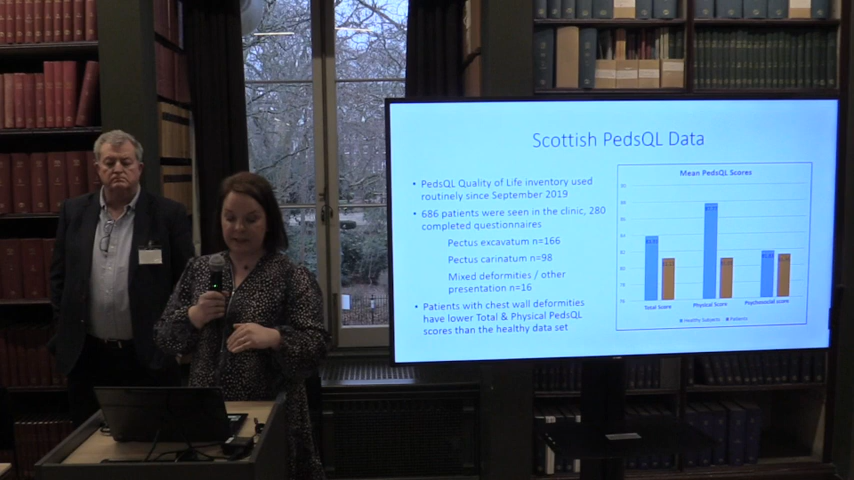 Scottish PedsQL Data
• PedsQL Quality of Life inventory used
routinely since September 2019
• 686 patients were seen in the clinic, 280
completed questionnaires
Pectus excavatum n=166
Pectus carinatum n=98
Mixed deformities / other
presentation n=16
• Patients with chest wall deformities
have lower Total & Physical PedsQL
scores than the healthy data set
Mean PedsQL Scores
Total Score Physical Score Psychosocial score
Healthy Subjects Patients